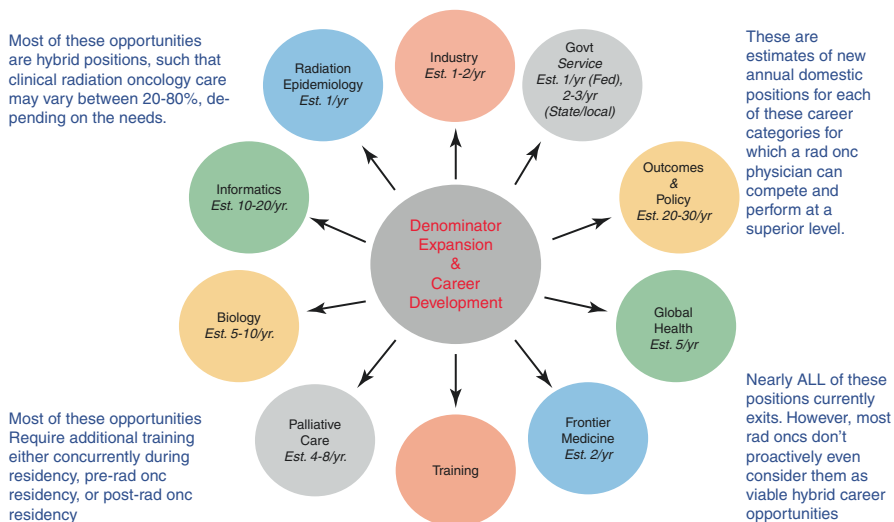 Most of these opportunities
are hybrid positions, such that
clinical radiation oncology care
may vary between 20-80%, de-
pending on the needs.
Radiation
Epidemiology
Est. 1/yr
Industry
Est. 1-2/yr
Govt
Service
Est. 1/yr (Fed),
2-3/yr
(State/local)
These are
estimates of new
annual domestic
positions for each
of these career
categories for
which a rad onc
physician can
compete and
perform at a
superior level.
Informatics
Est. 10-20/yr.
Outcomes
&
Policy
Est. 20-30/yr
Denominator
Expansion
&
Career
Development
Biology
Est. 5-10/yr.
Global
Health
Est. 5/yr
Most of these opportunities
Require additional training
either concurrently during
residency, pre-rad onc
residency, or post-rad onc
residency
Palliative
Care
Est. 4-8/yr.
Training
Frontier
Medicine
Est. 2/yr
Nearly ALL of these
positions currently
exits. However, most
rad oncs don’t
proactively even
consider them as
viable hybrid career
opportunities